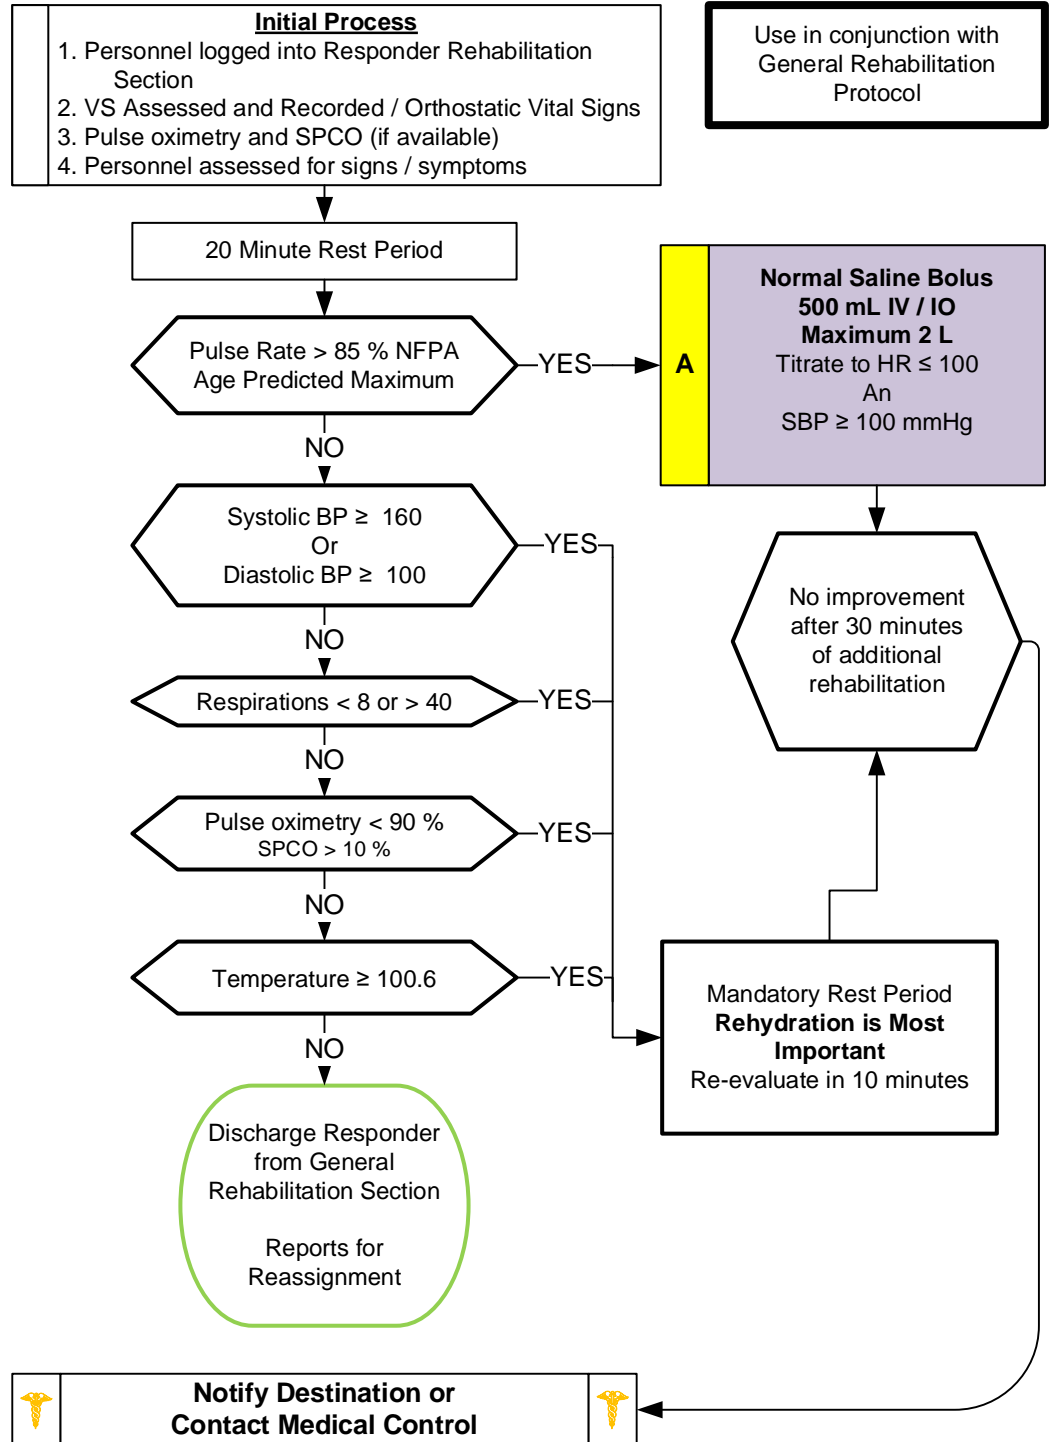 Initial Process
1. Personnel logged into Responder Rehabilitation
Section
2. VS Assessed and Recorded / Orthostatic Vital Signs
3. Pulse oximetry and SPCO (if available)
4. Personnel assessed for signs / symptoms
Use in conjunction with
General Rehabilitation
Protocol
20 Minute Rest Period
Pulse Rate > 85 % NFPA
Age Predicted Maximum
YES
A
Normal Saline Bolus
500 mL IV / IO
Maximum 2 L
Titrate to HR ≤ 100
An
SBP ≥ 100 mmHg
NO
Systolic BP ≥ 160
Or
Diastolic BP ≥ 100
YES
No improvement
after 30 minutes
of additional
rehabilitation
NO
Respirations < 8 or > 40
YES
NO
Pulse oximetry < 90 %
SPCO > 10 %
YES
NO
Temperature ≥ 100.6
YES
Mandatory Rest Period
Rehydration is Most
Important
Re-evaluate in 10 minutes
NO
Discharge Responder
from General
Rehabilitation Section
Reports for
Reassignment
Notify Destination or
Contact Medical Control